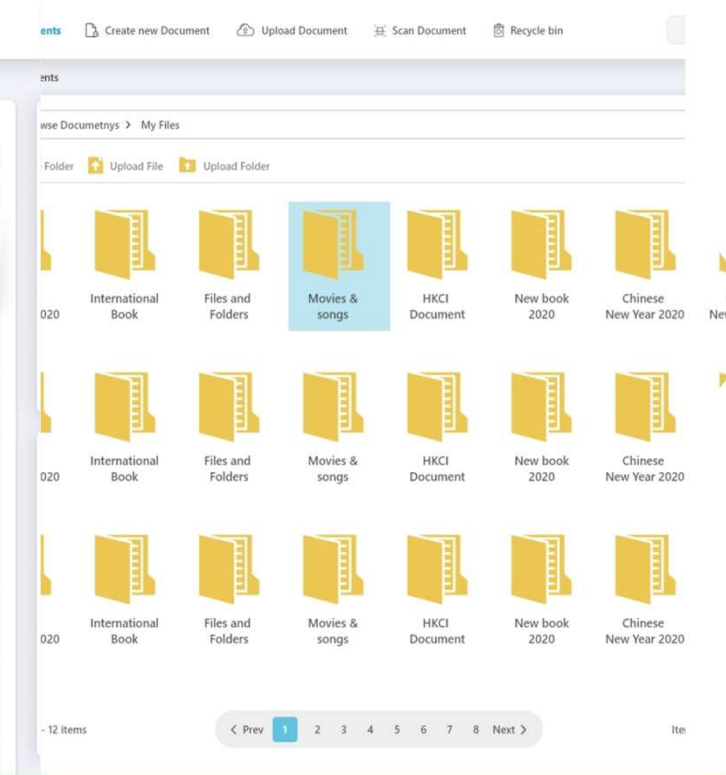 ents Create new Document Upload Document Scan Document Recycle bin
ents
wse Documetnys > My Files
Folder Upload File Upload Folder
020 International Book Files and Folders Movies & songs HKCI Document New book 2020 Chinese New Year 2020 Ne
020 International Book Files and Folders Movies & songs HKCI Document New book 2020 Chinese New Year 2020
020 International Book Files and Folders Movies & songs HKCI Document New book 2020 Chinese New Year 2020
- 12 items < Prev 1 2 3 4 5 6 7 8 Next > Ite